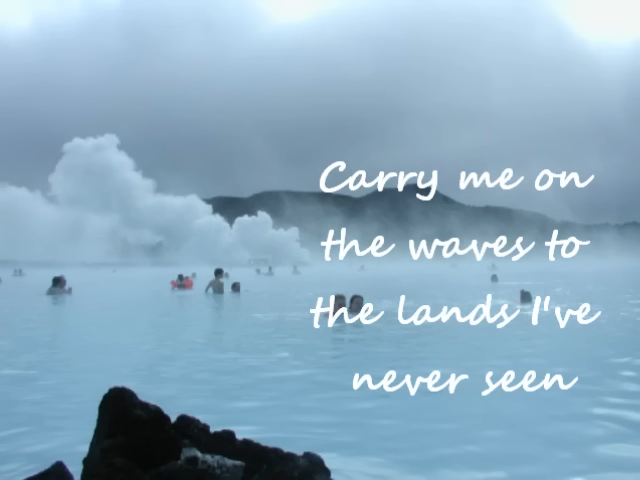 Carry me on
the waves to
the lands I've
never seen